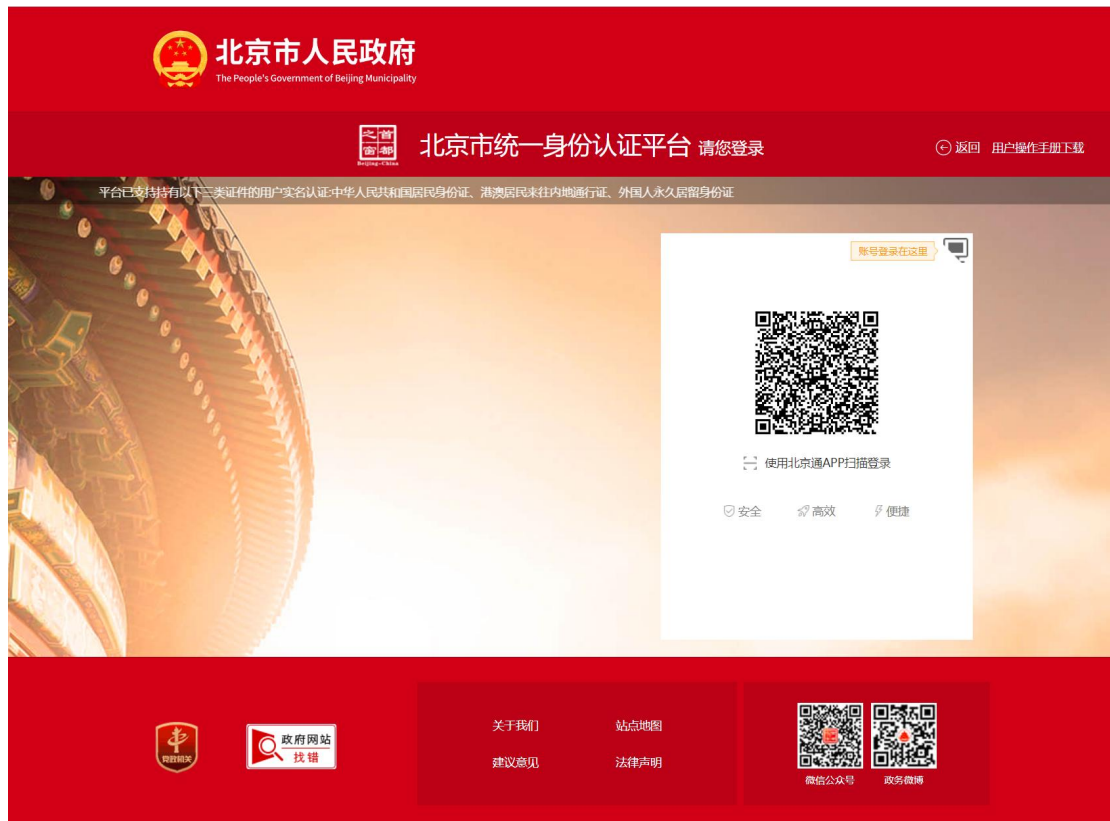 北京市人民政府
The People's Government of Beijing Municipality
首都之窗
Beijing-China
北京市统一身份认证平台 请您登录
返回 用户操作手册下载
平台已支持持有以下三类证件的用户实名认证:中华人民共和国居民身份证、港澳居民来往内地通行证、外国人永久居留身份证
账号登录在这里
使用北京通APP扫描登录
安全 高效 便捷
党政机关
政府网站
找错
关于我们 站点地图
建议意见 法律声明
微信公众号 政务微博